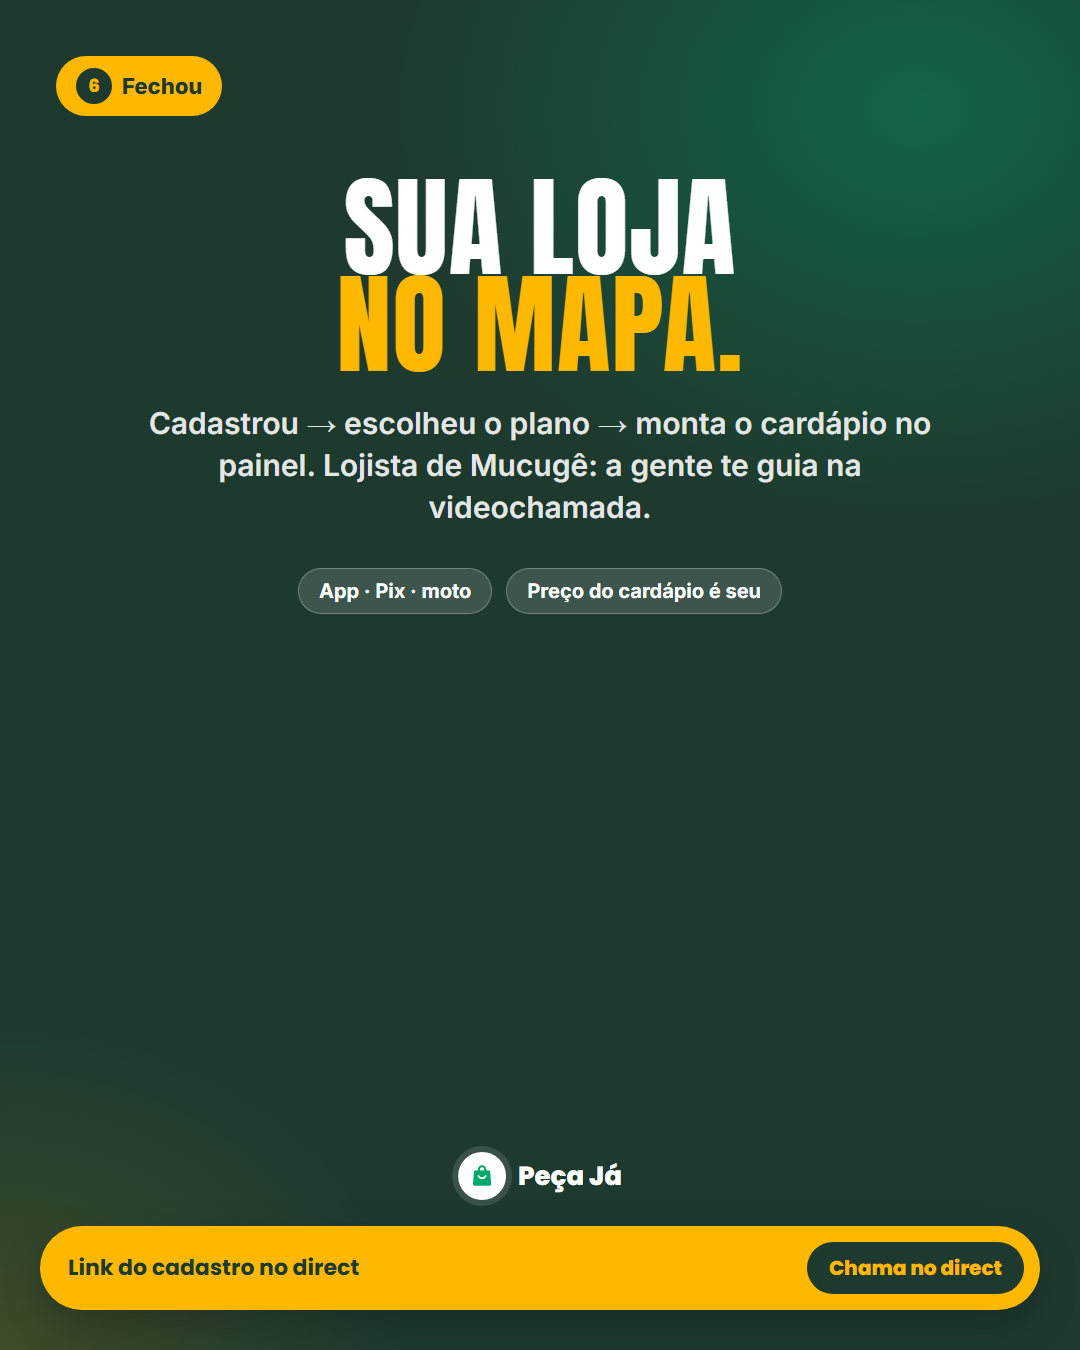 6 Fechou
SUA LOJA
NO MAPA.
Cadastrou → escolheu o plano → monta o cardápio no
painel. Lojista de Mucugê: a gente te guia na
videochamada.
App · Pix · moto
Preço do cardápio é seu
Peça Já
Link do cadastro no direct
Chama no direct